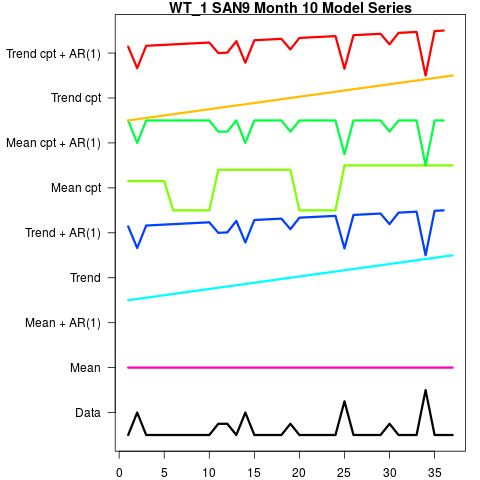 WT_1 SAN9 Month 10 Model Series
Trend cpt + AR(1)
Trend cpt
Mean cpt + AR(1)
Mean cpt
Trend + AR(1)
Trend
Mean + AR(1)
Mean
Data
0 5 10 15 20 25 30 35